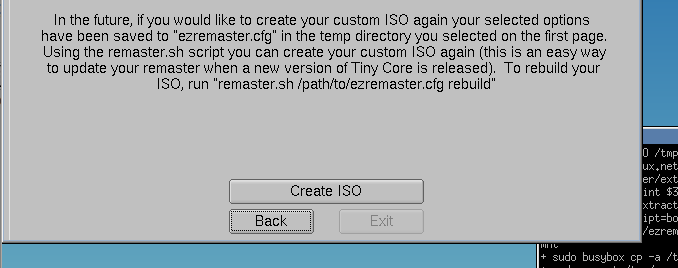 In the future, if you would like to create your custom ISO again your selected options
have been saved to "ezremaster.cfg" in the temp directory you selected on the first page.
Using the remaster.sh script you can create your custom ISO again (this is an easy way
to update your remaster when a new version of Tiny Core is released). To rebuild your
ISO, run "remaster.sh /path/to/ezremaster.cfg rebuild"
Create ISO
Back
Exit
O /tmp
ux.net
er/ext
int $3
xtract
ipt=bo
/ezrem
mnt
+ sudo busybox cp -a /t